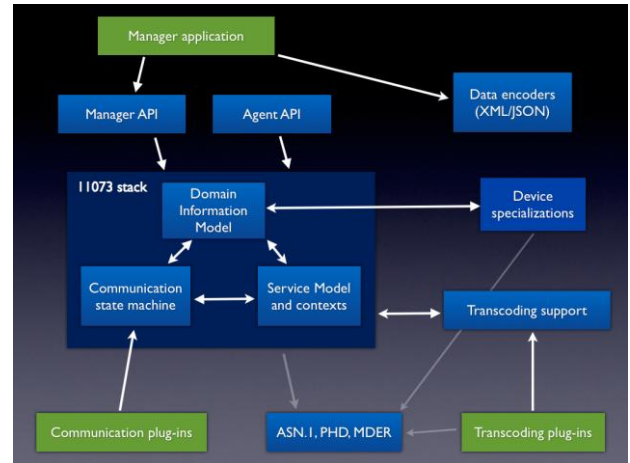 Manager application
Data encoders
(XML/JSON)
Manager API
Agent API
11073 stack
Domain
Information
Model
Device
specializations
Communication
state machine
Service Model
and contexts
Transcoding support
Communication plug-ins
ASN.1, PHD, MDER
Transcoding plug-ins